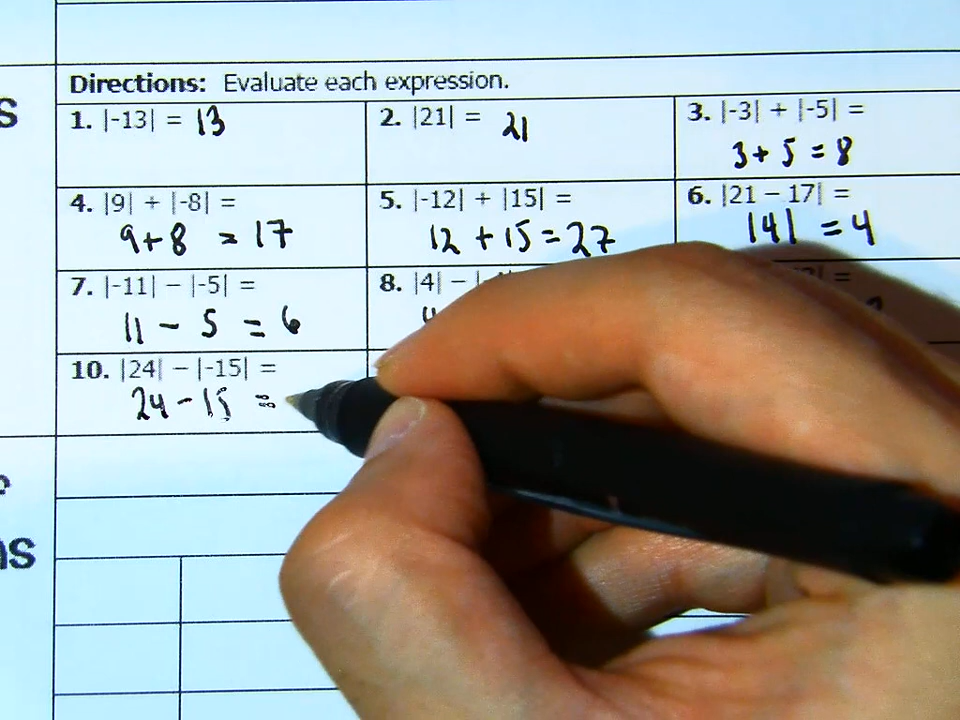 Directions: Evaluate each expression.
1. |-13| = 13
2. |21| = 21
3. |-3| + |-5| =
3 + 5 = 8
4. |9| + |-8| =
9 + 8 = 17
5. |-12| + |15| =
12 + 15 = 27
6. |21 – 17| =
|4| = 4
7. |-11| – |-5| =
11 - 5 = 6
8. |4| –
10. |24| – |-15| =
24 - 15 =